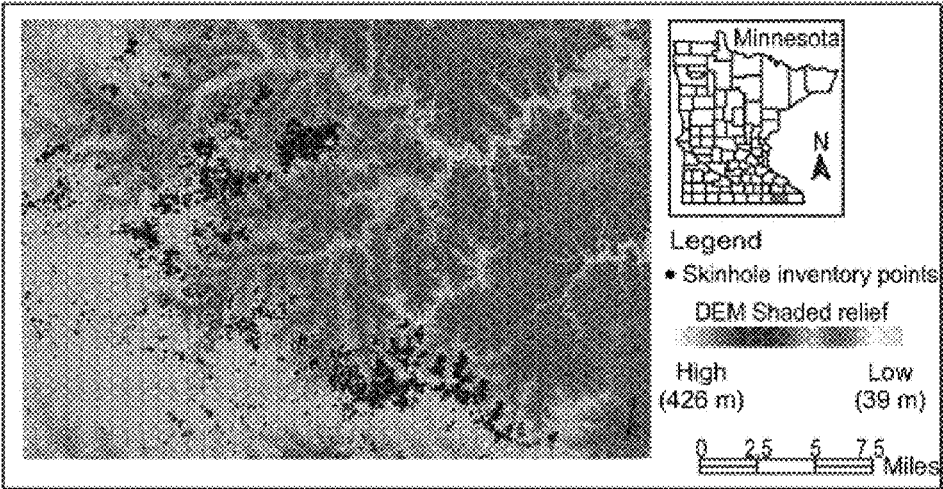 Minnesota
N
Legend
Skinhole inventory points
DEM Shaded relief
High Low
(426 m) (39 m)
0 2.5 5 7.5
Miles